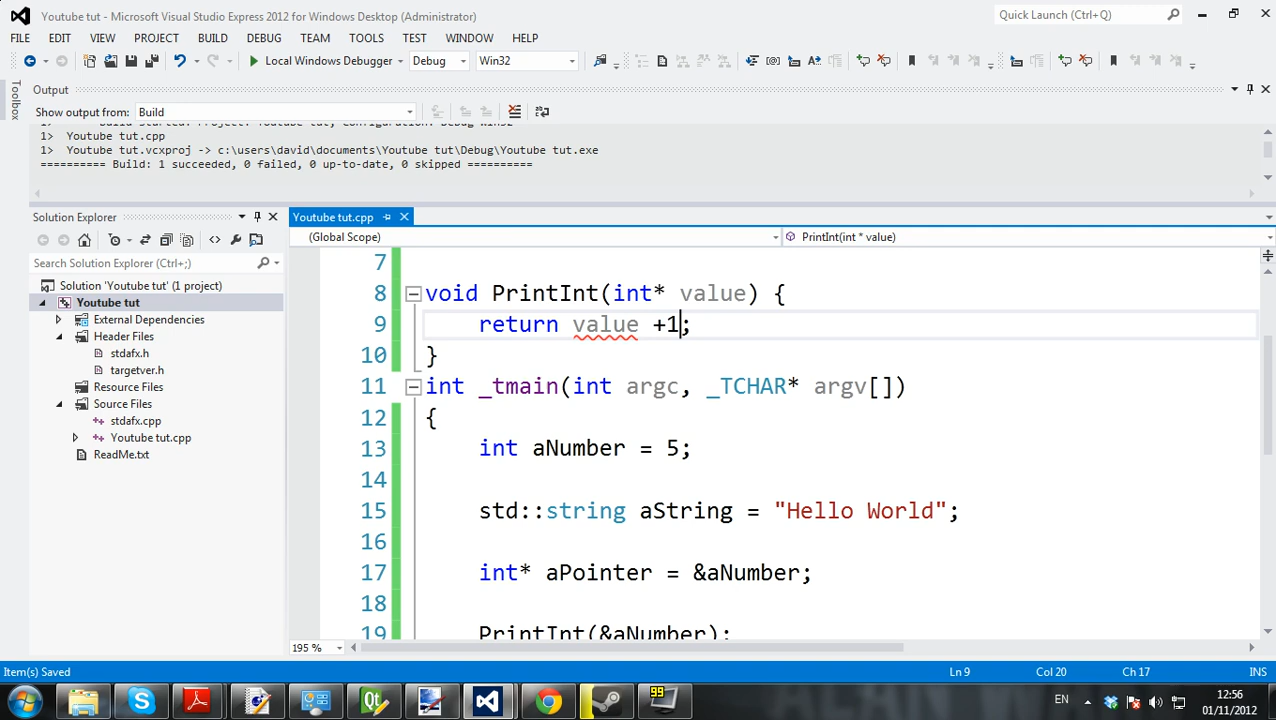 Youtube tut - Microsoft Visual Studio Express 2012 for Windows Desktop (Administrator)
Quick Launch (Ctrl+Q)
FILE EDIT VIEW PROJECT BUILD DEBUG TEAM TOOLS TEST WINDOW HELP
Local Windows Debugger Debug Win32
Toolbox
Output
Show output from: Build
1> Youtube tut.cpp
1> Youtube tut.vcxproj -> c:\users\david\documents\Youtube tut\Debug\Youtube tut.exe
========== Build: 1 succeeded, 0 failed, 0 up-to-date, 0 skipped ==========
Solution Explorer
Search Solution Explorer (Ctrl+;)
Solution 'Youtube tut' (1 project)
Youtube tut
External Dependencies
Header Files
stdafx.h
targetver.h
Resource Files
Source Files
stdafx.cpp
Youtube tut.cpp
ReadMe.txt
Youtube tut.cpp
(Global Scope) PrintInt(int * value)
7
8 void PrintInt(int* value) {
9 return value +1;
10 }
11 int _tmain(int argc, _TCHAR* argv[])
12 {
13 int aNumber = 5;
14
15 std::string aString = "Hello World";
16
17 int* aPointer = &aNumber;
18
19 PrintInt(&aNumber);
195 %
Item(s) Saved Ln 9 Col 20 Ch 17 INS
99
EN
12:56
01/11/2012